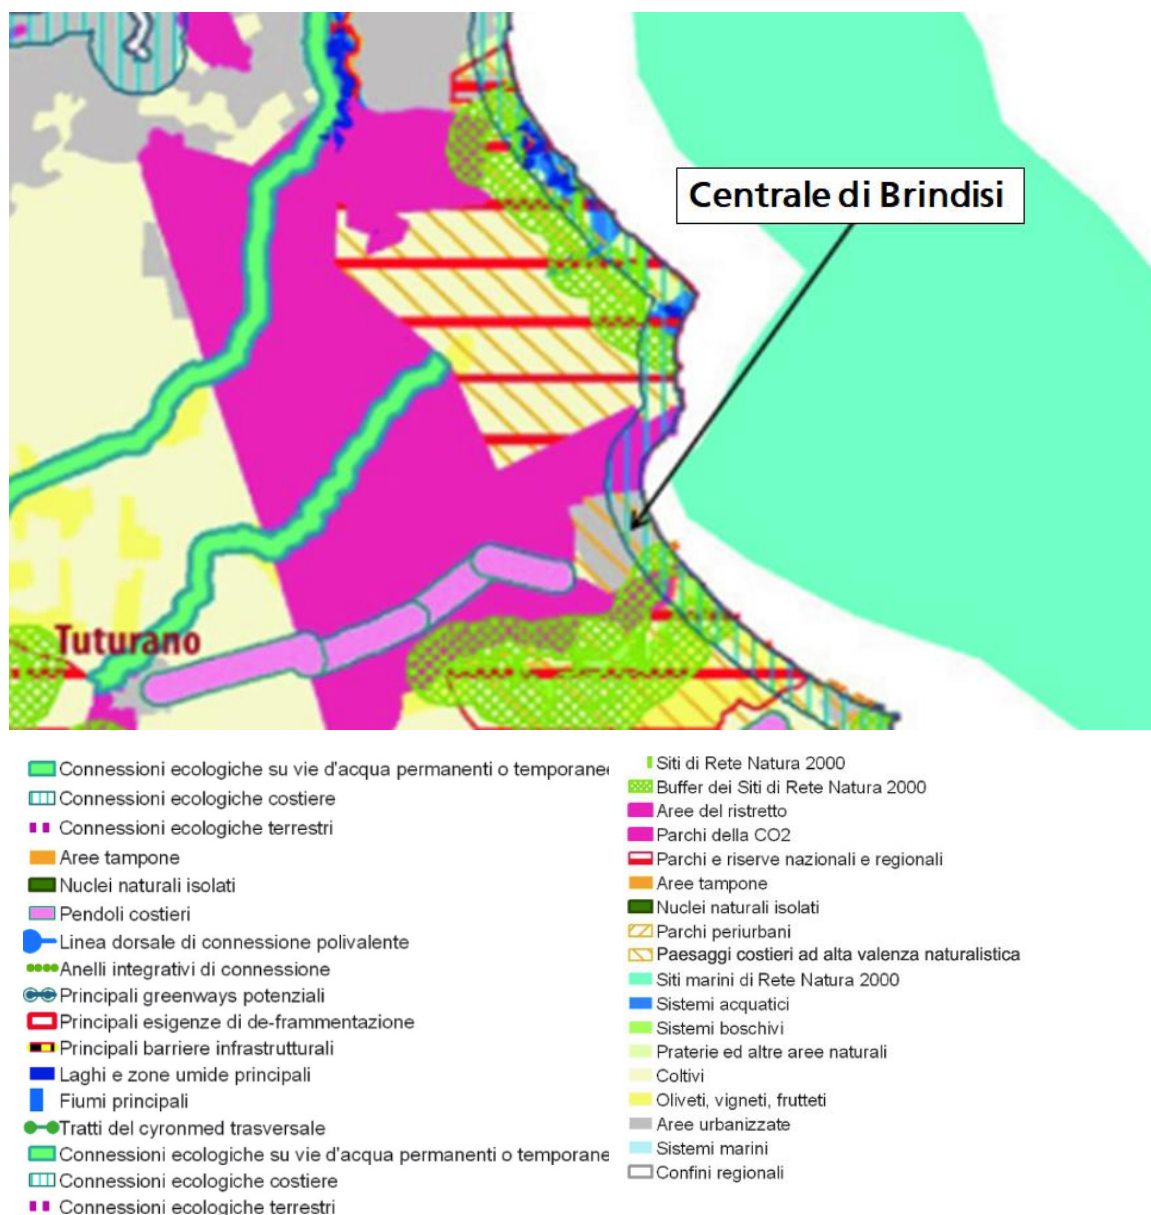 Centrale di Brindisi
Tuturano
Connessioni ecologiche su vie d'acqua permanenti o temporanee
Connessioni ecologiche costiere
Connessioni ecologiche terrestri
Aree tampone
Nuclei naturali isolati
Pendoli costieri
Linea dorsale di connessione polivalente
Anelli integrativi di connessione
Principali greenways potenziali
Principali esigenze di de-frammentazione
Principali barriere infrastrutturali
Laghi e zone umide principali
Fiumi principali
Tratti del cyronmed trasversale
Connessioni ecologiche su vie d'acqua permanenti o temporane
Connessioni ecologiche costiere
Connessioni ecologiche terrestri
Siti di Rete Natura 2000
Buffer dei Siti di Rete Natura 2000
Aree del ristretto
Parchi della CO2
Parchi e riserve nazionali e regionali
Aree tampone
Nuclei naturali isolati
Parchi periurbani
Paesaggi costieri ad alta valenza naturalistica
Siti marini di Rete Natura 2000
Sistemi acquatici
Sistemi boschivi
Praterie ed altre aree naturali
Coltivi
Oliveti, vigneti, frutteti
Aree urbanizzate
Sistemi marini
Confini regionali